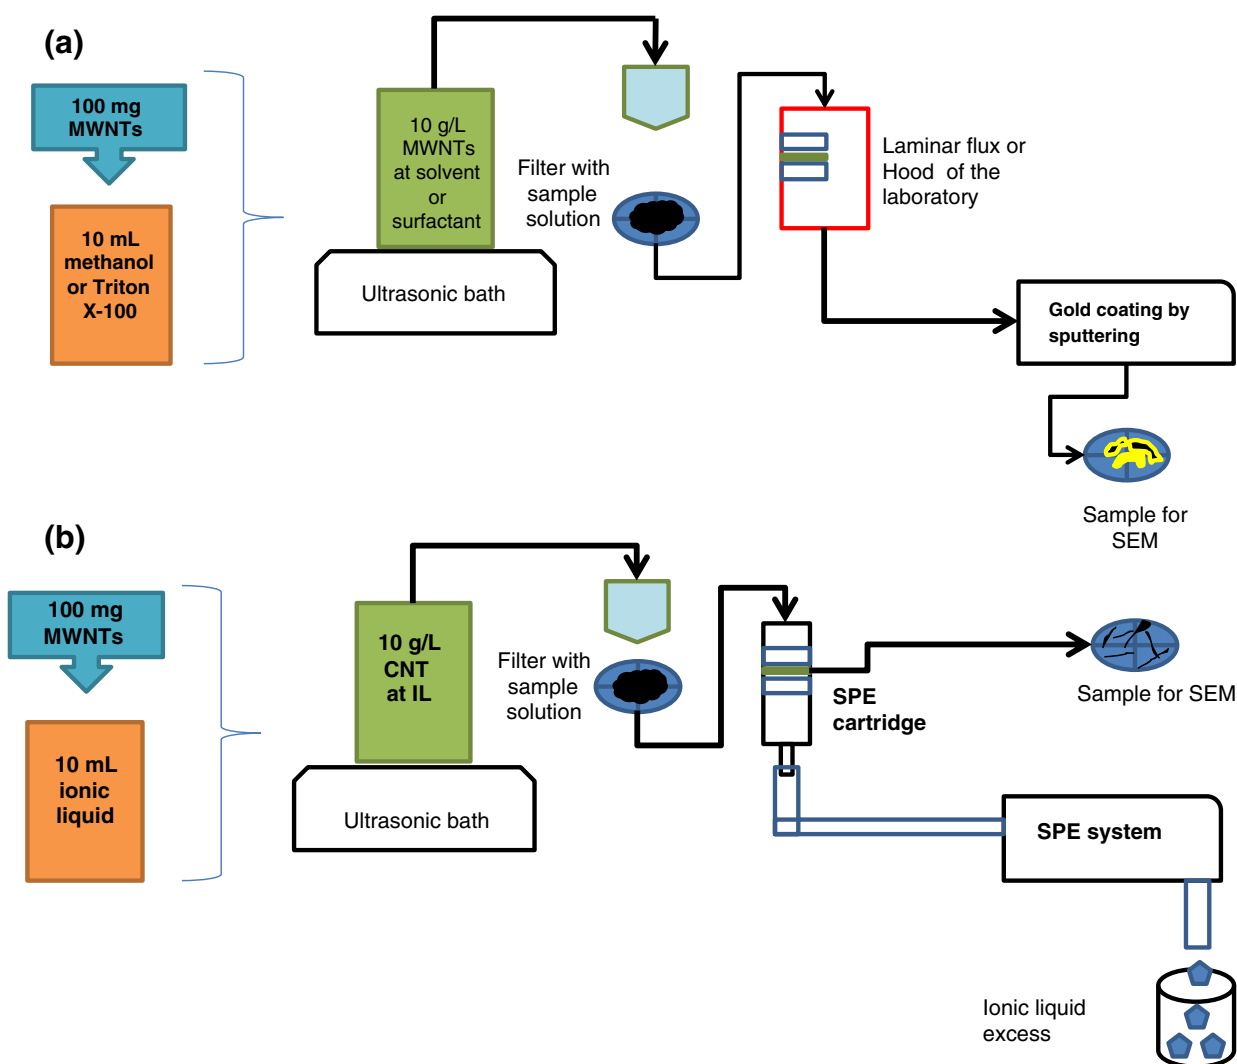 (a)
100 mg
MWNTs
10 mL
methanol
or Triton
X-100
10 g/L
MWNTs
at solvent
or
surfactant
Ultrasonic bath
Filter with
sample
solution
Laminar flux or
Hood of the
laboratory
Gold coating by
sputtering
Sample for
SEM
(b)
100 mg
MWNTs
10 mL
ionic
liquid
10 g/L
CNT
at IL
Ultrasonic bath
Filter with
sample
solution
SPE
cartridge
Sample for SEM
SPE system
Ionic liquid
excess